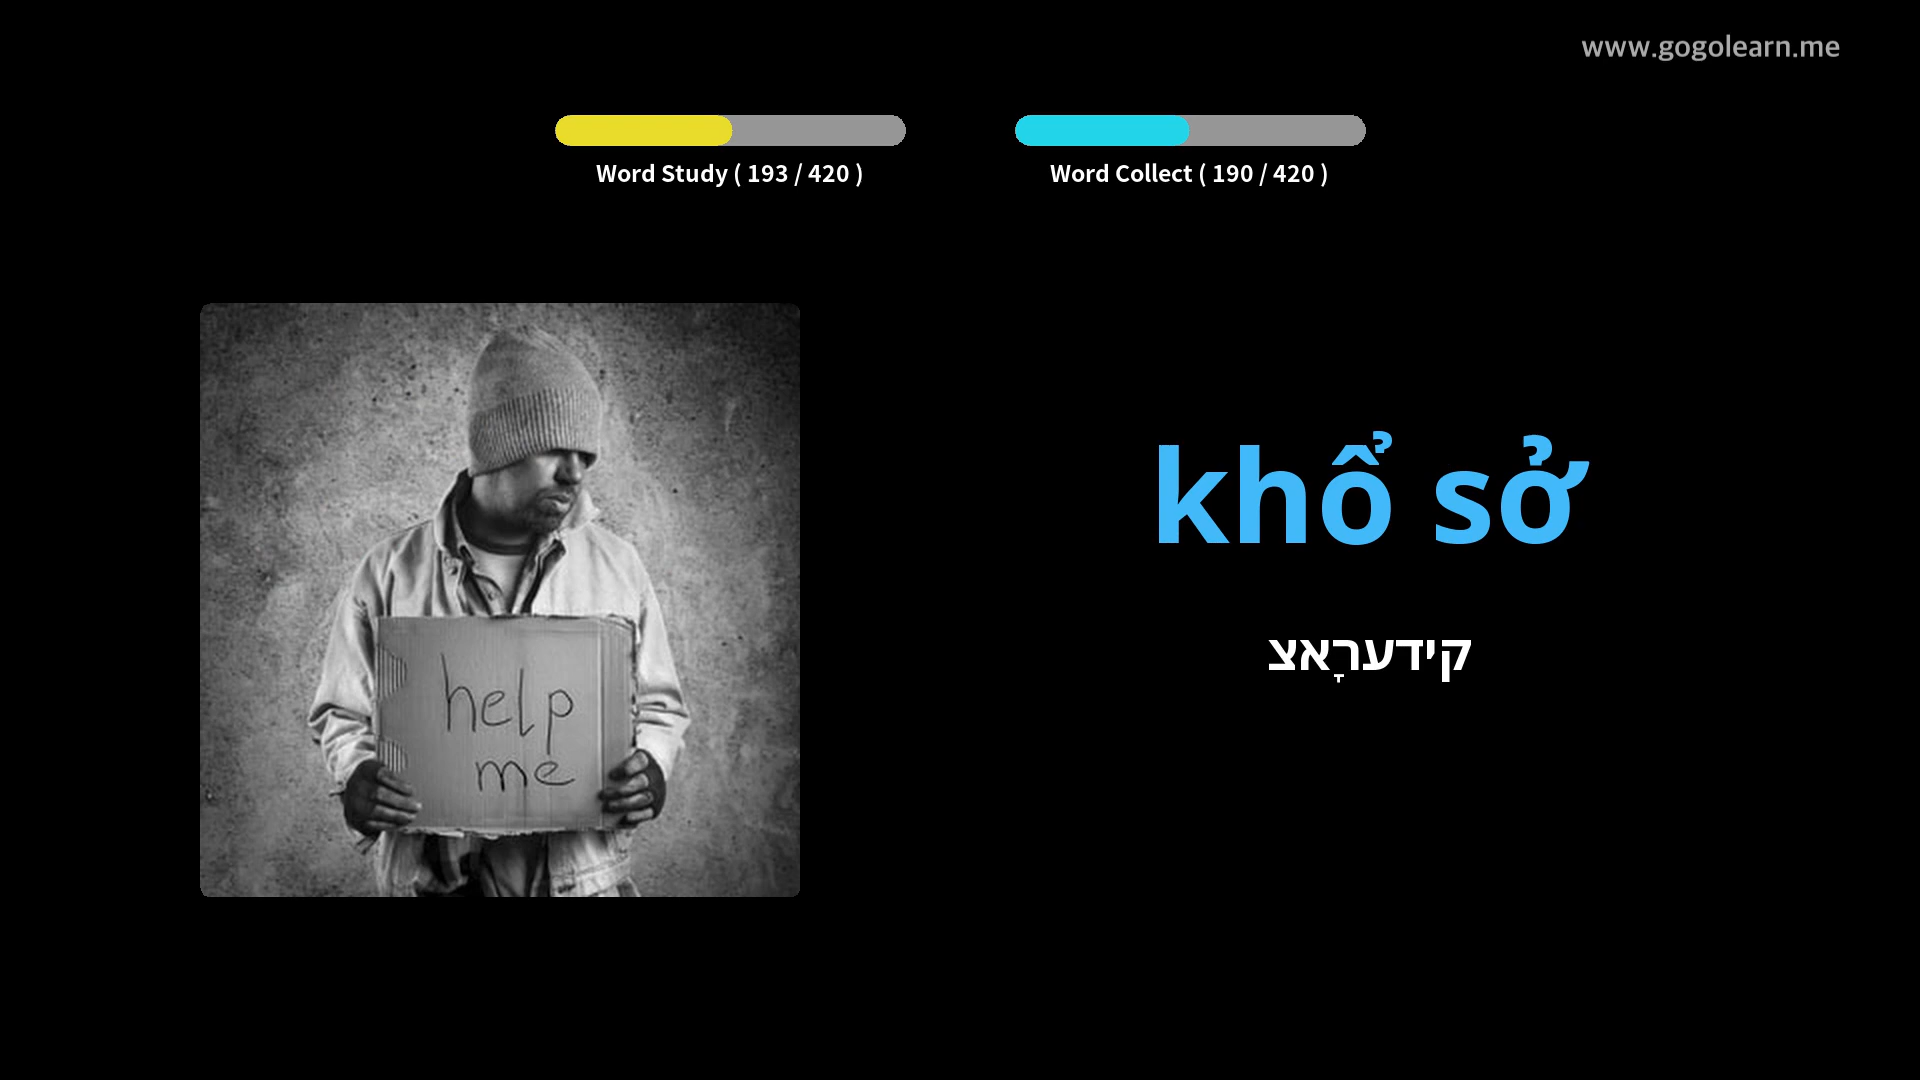 www.gogolearn.me
Word Study ( 193 / 420 )
Word Collect ( 190 / 420 )
help
me
khổ sở
קידערָאצ